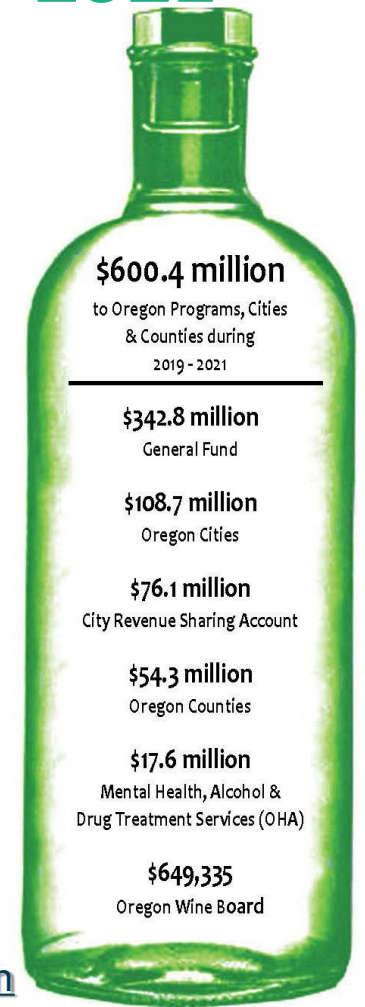 $600.4 million
to Oregon Programs, Cities
& Counties during
2019 - 2021
$342.8 million
General Fund
$108.7 million
Oregon Cities
$76.1 million
City Revenue Sharing Account
$54.3 million
Oregon Counties
$17.6 million
Mental Health, Alcohol &
Drug Treatment Services (OHA)
$649,335
Oregon Wine Board